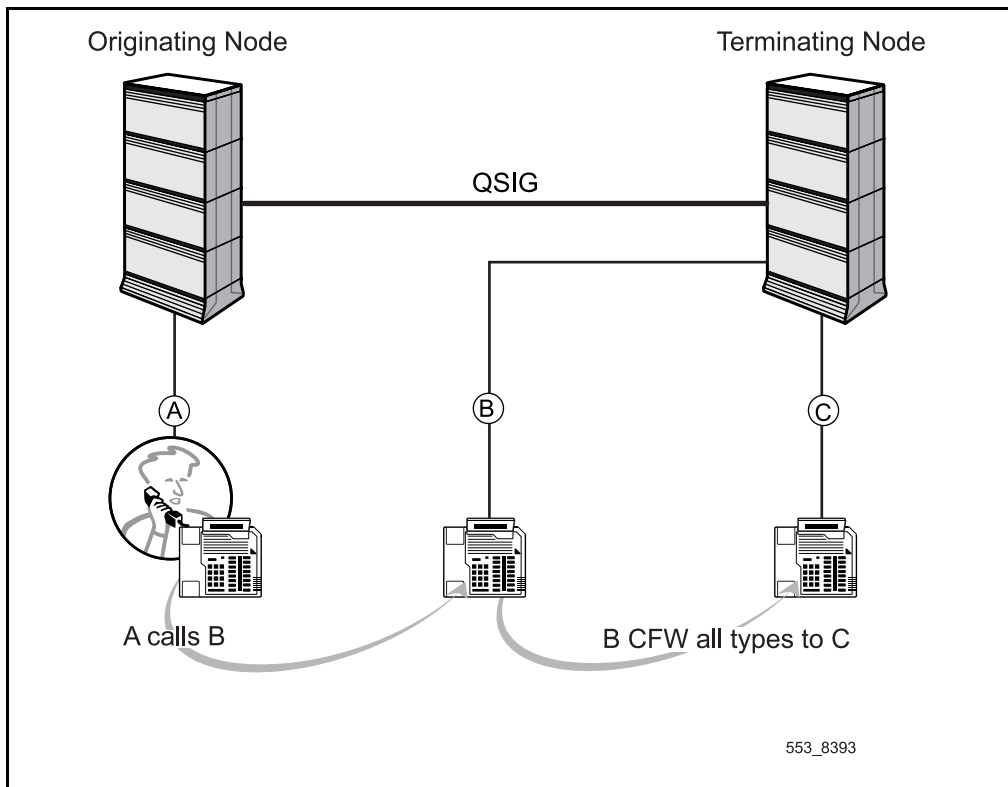 Originating Node
Terminating Node
QSIG
A
B
C
A calls B
B CFW all types to C
553_8393